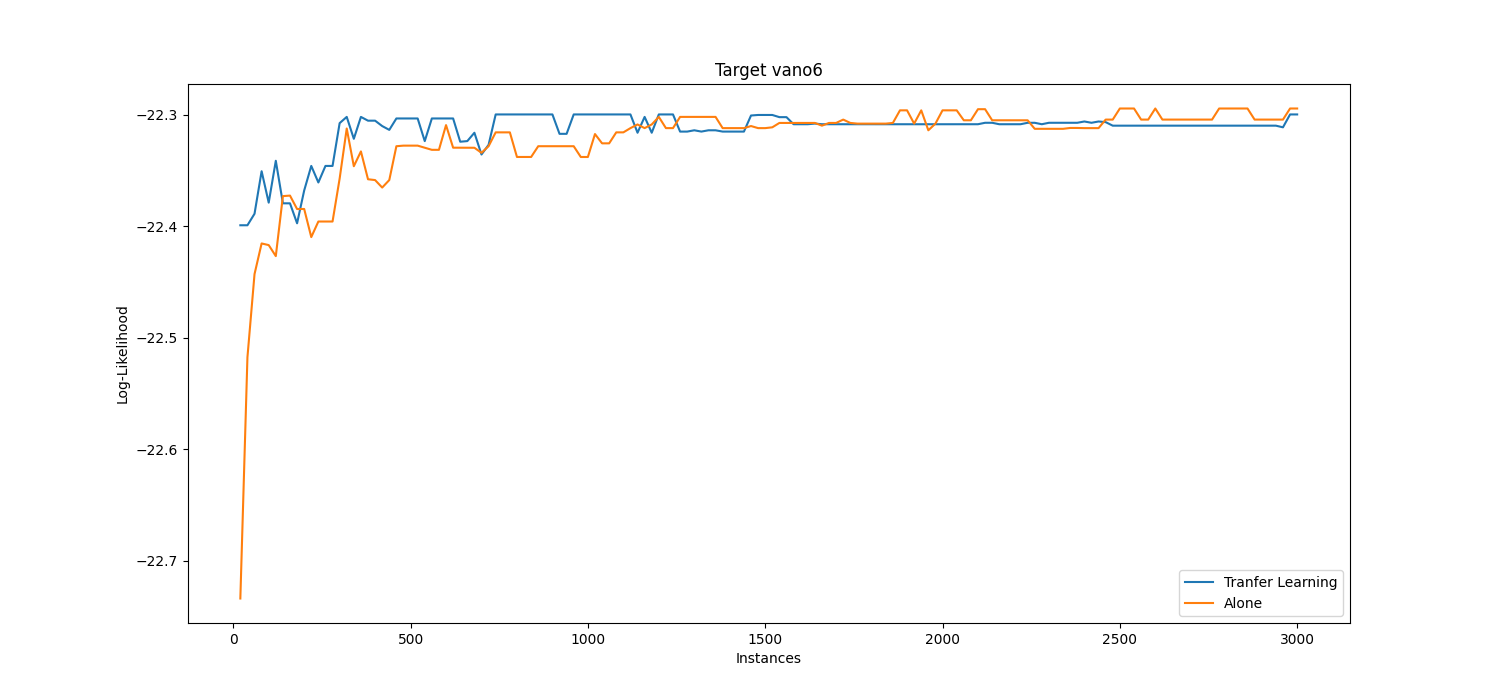 Target vano6
−22.3
−22.4
−22.5
−22.6
−22.7
Log-Likelihood
0
500
1000
1500
2000
2500
3000
Instances
Tranfer Learning
Alone